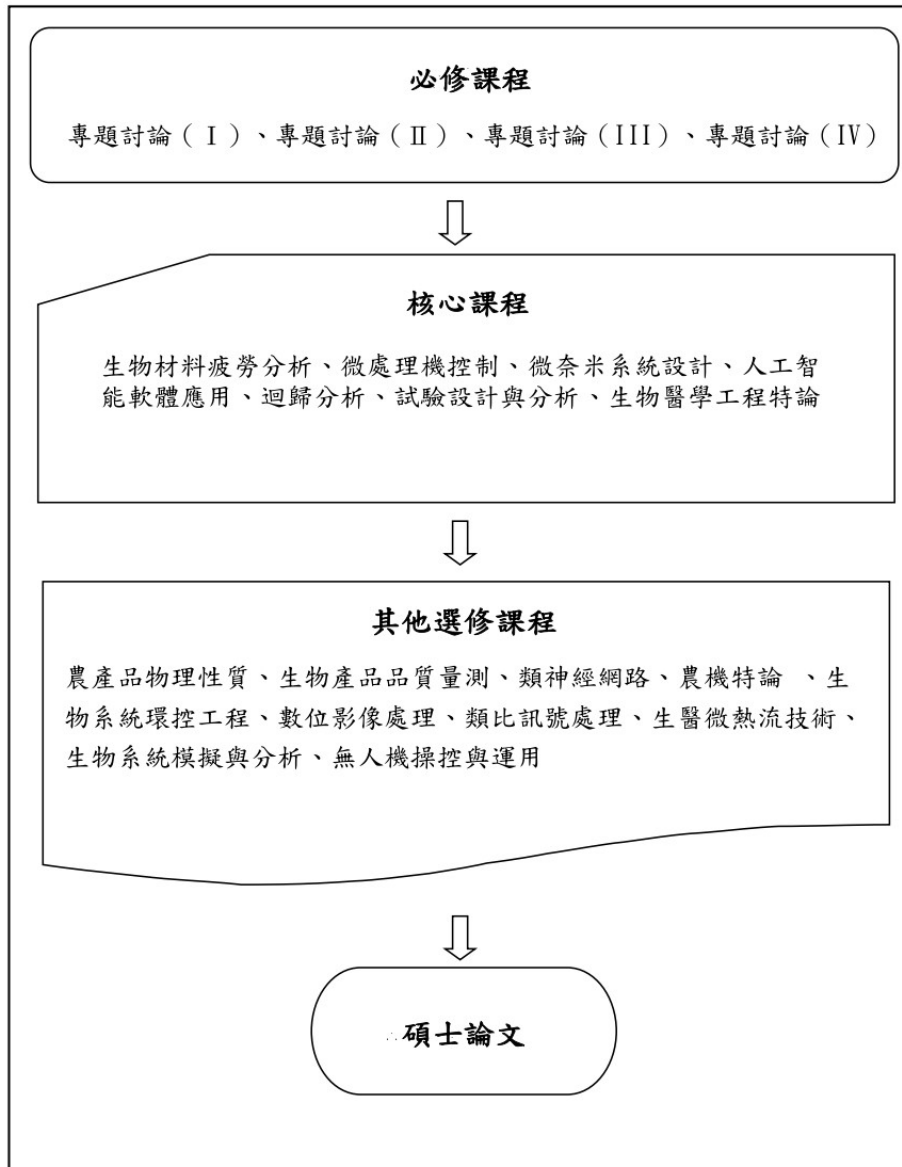 必修課程
專題討論（Ⅰ）、專題討論（Ⅱ）、專題討論（III）、專題討論（IV）
核心課程
生物材料疲勞分析、微處理機控制、微奈米系統設計、人工智
能軟體應用、迴歸分析、試驗設計與分析、生物醫學工程特論
其他選修課程
農產品物理性質、生物產品品質量測、類神經網路、農機特論 、生
物系統環控工程、數位影像處理、類比訊號處理、生醫微熱流技術、
生物系統模擬與分析、無人機操控與運用
碩士論文